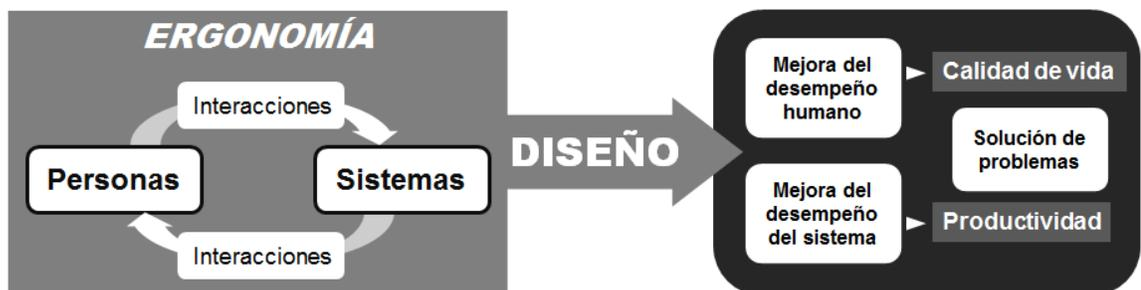 ERGONOMÍA
Interacciones
Personas
Sistemas
Interacciones
DISEÑO
Mejora del
desempeño
humano
Calidad de vida
Solución de
problemas
Mejora del
desempeño
del sistema
Productividad